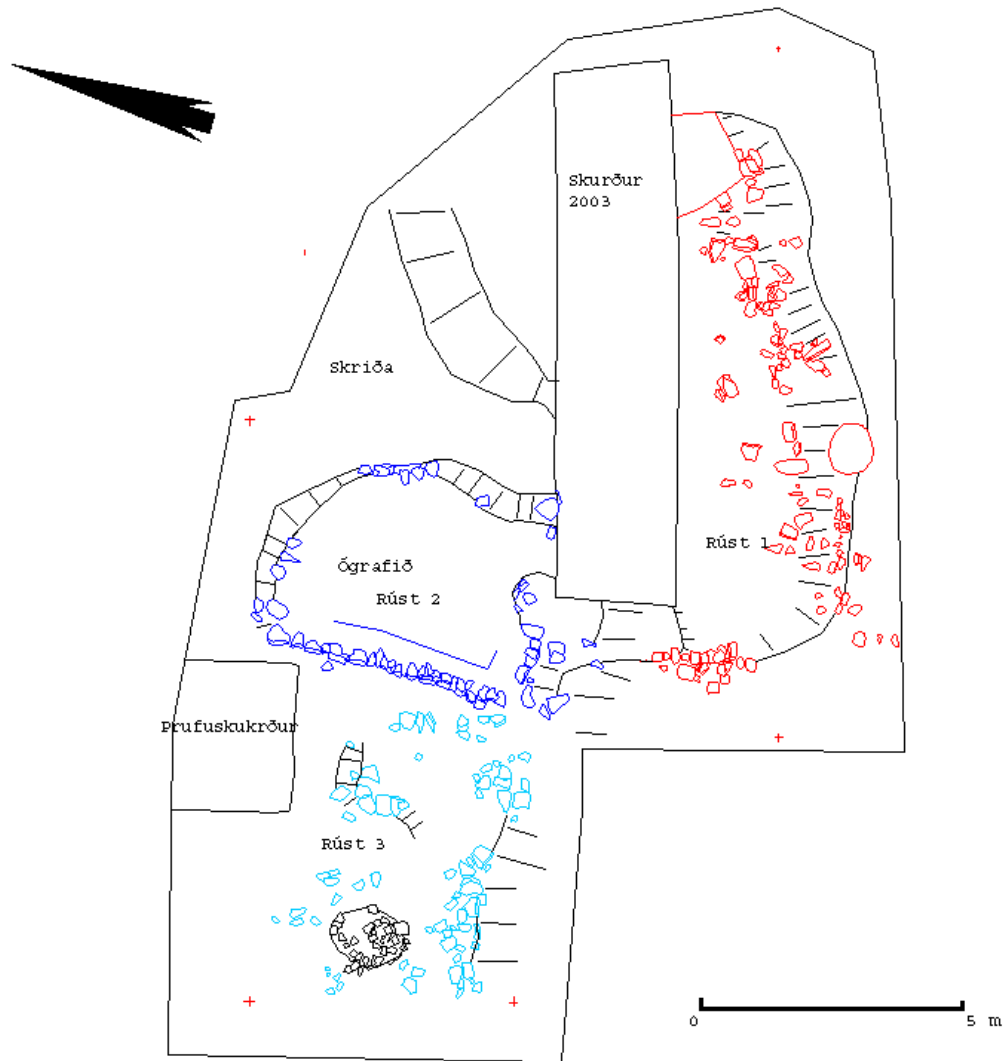 Skurður
2003
Skriða
Ógrafið
Rúst 2
Rúst 1
Prufuskukrður
Rúst 3
0 5 m